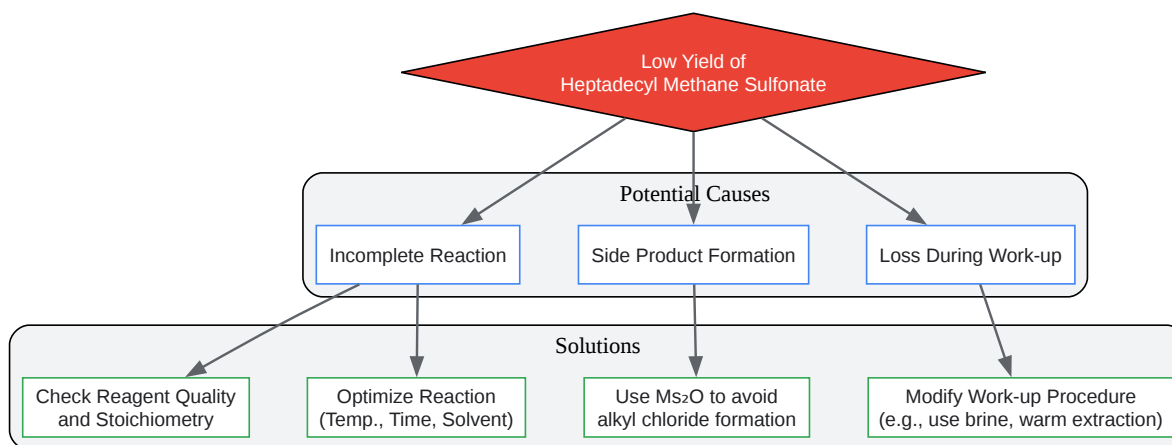 Low Yield of
Heptadecyl Methane Sulfonate
Potential Causes
Incomplete Reaction
Side Product Formation
Loss During Work-up
Solutions
Check Reagent Quality
and Stoichiometry
Optimize Reaction
(Temp., Time, Solvent)
Use Ms₂O to avoid
alkyl chloride formation
Modify Work-up Procedure
(e.g., use brine, warm extraction)